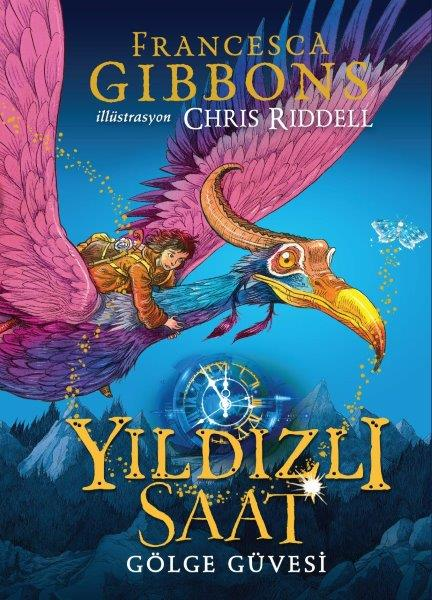 FRANCESCA
GIBBONS
illüstrasyon CHRIS RIDDELL
YILDIZLI
SAAT
GÖLGE GÜVESİ